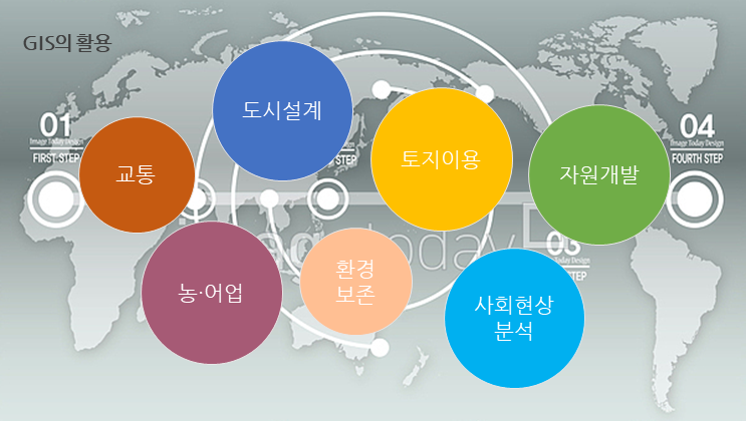 GIS의 활용
01
Image Today Design
FIRST STEP
교통
도시설계
STEP
토지이용
자원개발
04
Image Today Design
FOURTH STEP
농·어업
환경
보존
today
03
Today Design
STEP
사회현상
분석